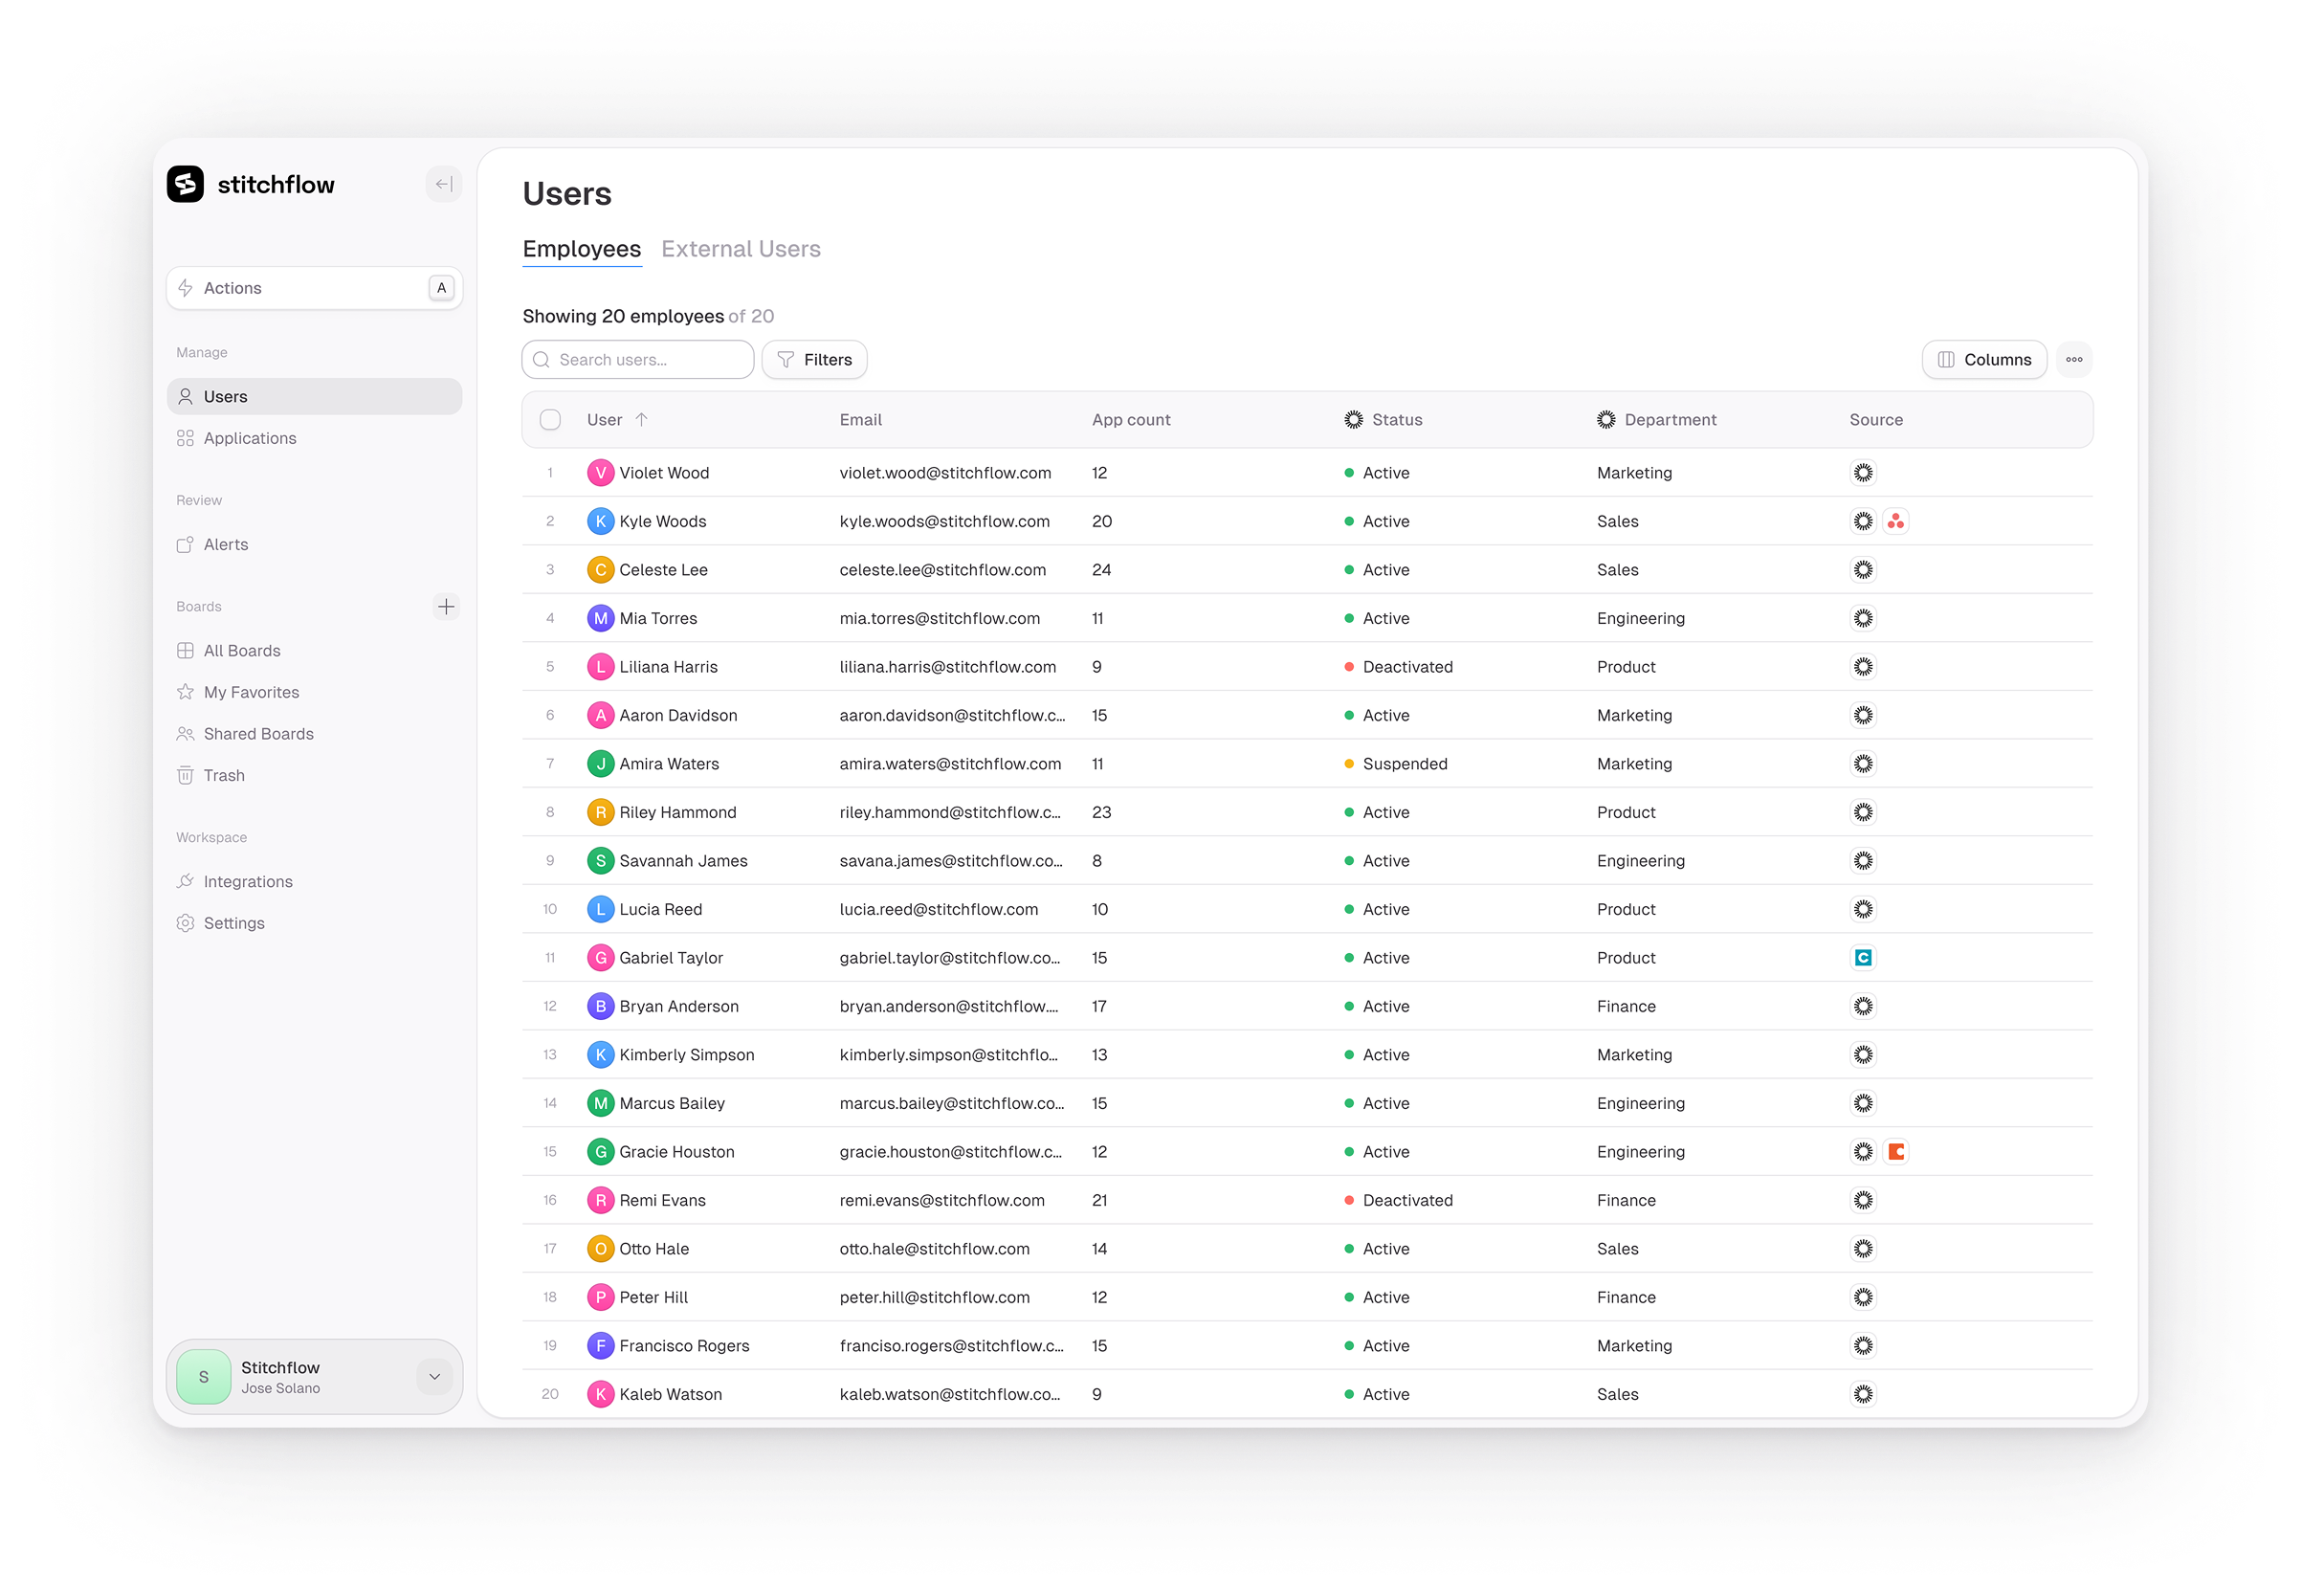 stitchflow
Actions A
Manage
Users
Applications
Review
Alerts
Boards
All Boards
My Favorites
Shared Boards
Trash
Workspace
Integrations
Settings
S Stitchflow
Jose Solano
Users
Employees External Users
Showing 20 employees of 20
Search users... Filters Columns
User Email App count Status Department Source
1 V Violet Wood violet.wood@stitchflow.com 12 Active Marketing
2 K Kyle Woods kyle.woods@stitchflow.com 20 Active Sales
3 C Celeste Lee celeste.lee@stitchflow.com 24 Active Sales
4 M Mia Torres mia.torres@stitchflow.com 11 Active Engineering
5 L Liliana Harris liliana.harris@stitchflow.com 9 Deactivated Product
6 A Aaron Davidson aaron.davidson@stitchflow.c... 15 Active Marketing
7 J Amira Waters amira.waters@stitchflow.com 11 Suspended Marketing
8 R Riley Hammond riley.hammond@stitchflow.c... 23 Active Product
9 S Savannah James savana.james@stitchflow.co... 8 Active Engineering
10 L Lucia Reed lucia.reed@stitchflow.com 10 Active Product
11 G Gabriel Taylor gabriel.taylor@stitchflow.co... 15 Active Product C
12 B Bryan Anderson bryan.anderson@stitchflow.... 17 Active Finance
13 K Kimberly Simpson kimberly.simpson@stitchflo... 13 Active Marketing
14 M Marcus Bailey marcus.bailey@stitchflow.co... 15 Active Engineering
15 G Gracie Houston gracie.houston@stitchflow.c... 12 Active Engineering
16 R Remi Evans remi.evans@stitchflow.com 21 Deactivated Finance
17 O Otto Hale otto.hale@stitchflow.com 14 Active Sales
18 P Peter Hill peter.hill@stitchflow.com 12 Active Finance
19 F Francisco Rogers franciso.rogers@stitchflow.c... 15 Active Marketing
20 K Kaleb Watson kaleb.watson@stitchflow.co... 9 Active Sales